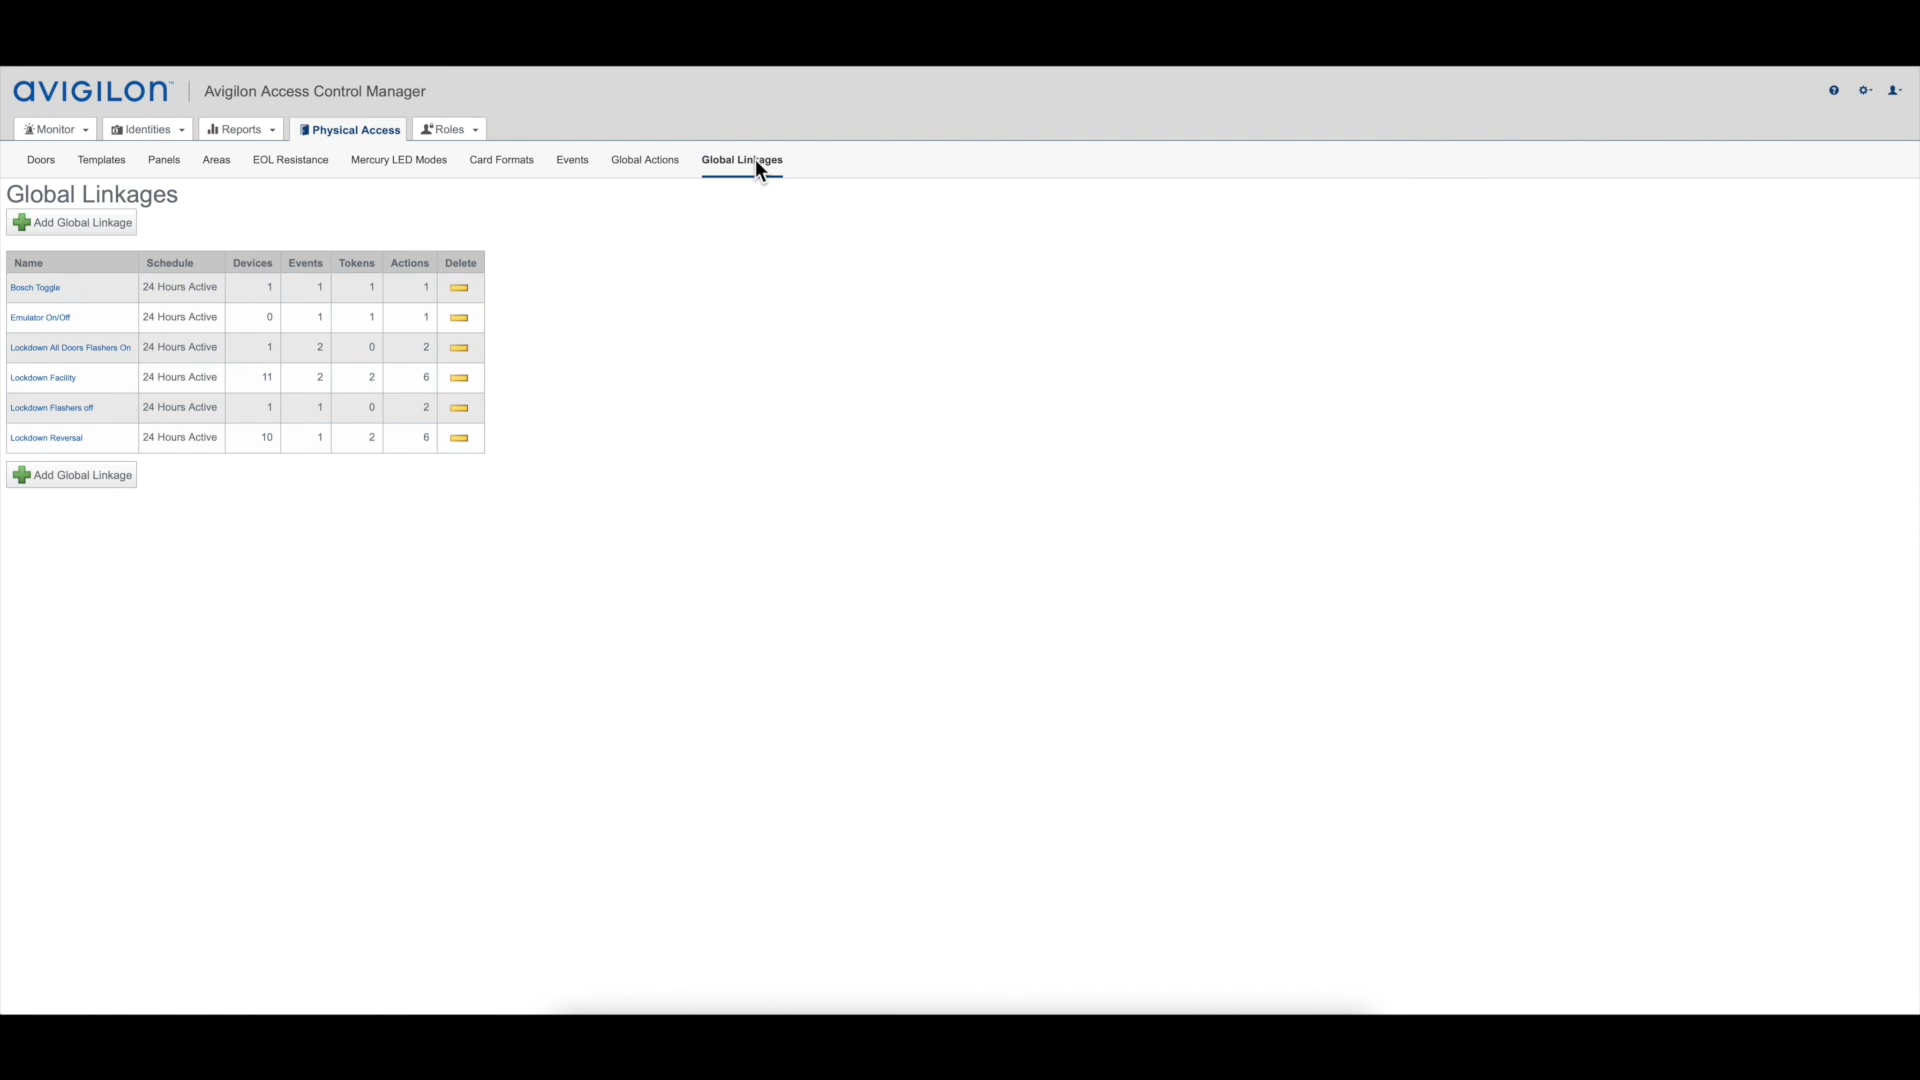 AVIGILON™ Avigilon Access Control Manager
Monitor Identities Reports Physical Access Roles
Doors Templates Panels Areas EOL Resistance Mercury LED Modes Card Formats Events Global Actions Global Linkages
Global Linkages
Add Global Linkage
Name Schedule Devices Events Tokens Actions Delete
Bosch Toggle 24 Hours Active 1 1 1 1
Emulator On/Off 24 Hours Active 0 1 1 1
Lockdown All Doors Flashers On 24 Hours Active 1 2 0 2
Lockdown Facility 24 Hours Active 11 2 2 6
Lockdown Flashers off 24 Hours Active 1 1 0 2
Lockdown Reversal 24 Hours Active 10 1 2 6
Add Global Linkage